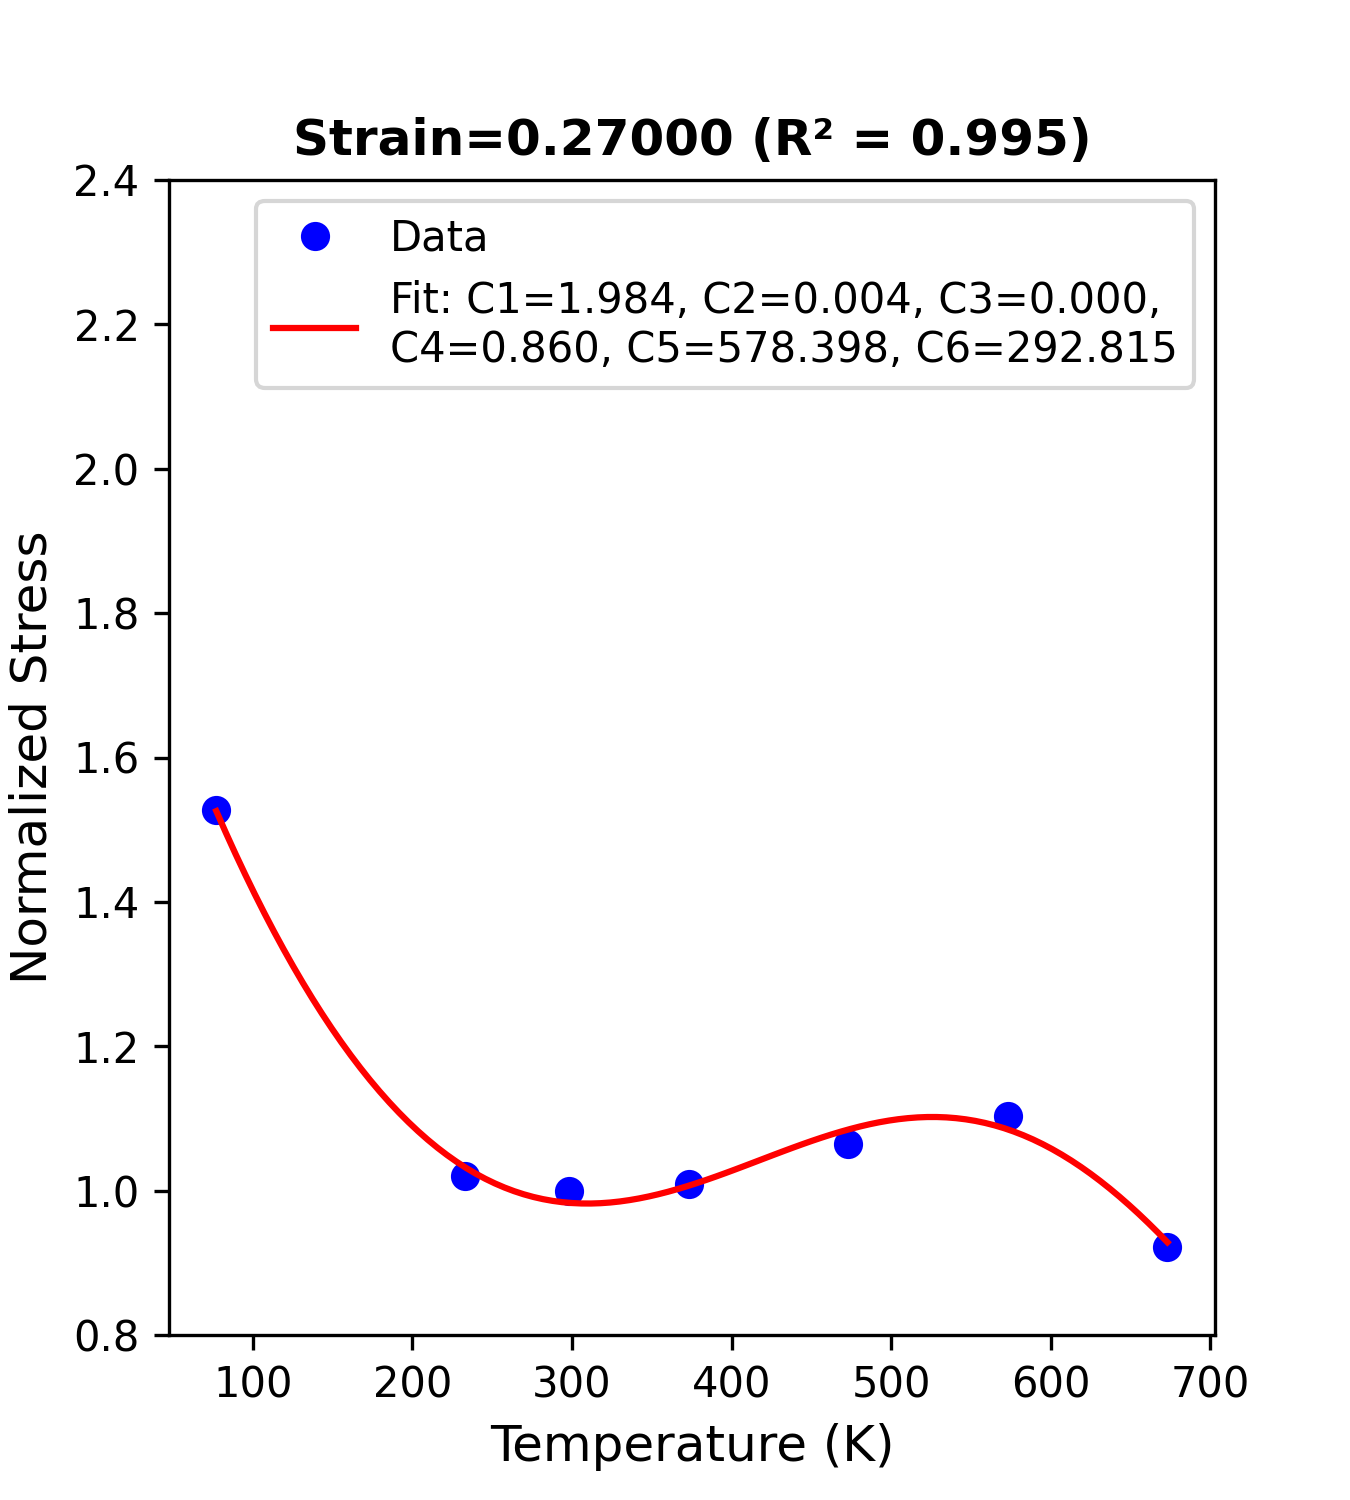 Strain=0.27000 (R² = 0.995)
Data
Fit: C1=1.984, C2=0.004, C3=0.000,
C4=0.860, C5=578.398, C6=292.815
2.4
2.2
2.0
1.8
1.6
1.4
1.2
1.0
0.8
Normalized Stress
100 200 300 400 500 600 700
Temperature (K)